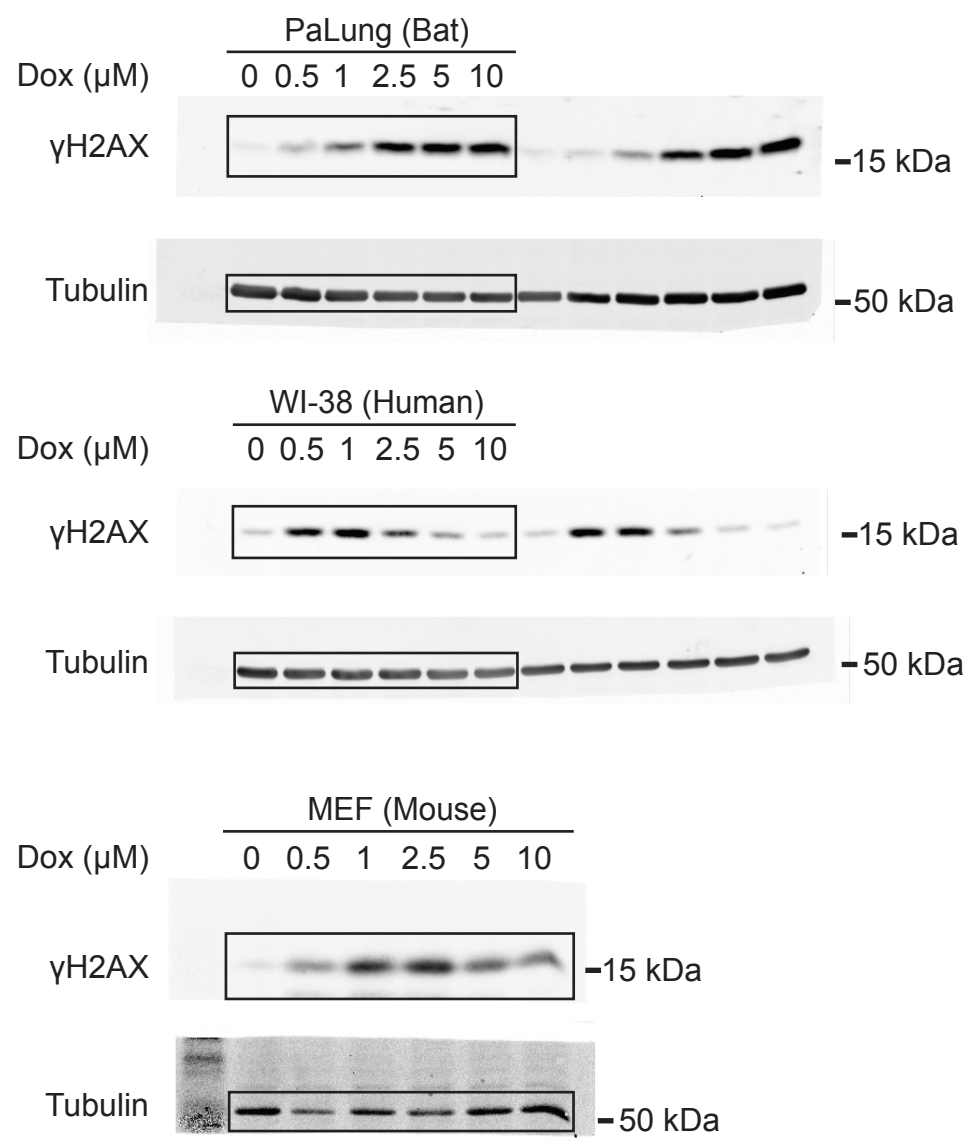 PaLung (Bat)
Dox (μM) 0 0.5 1 2.5 5 10
γH2AX
15 kDa
Tubulin
50 kDa
WI-38 (Human)
Dox (μM) 0 0.5 1 2.5 5 10
γH2AX
15 kDa
Tubulin
50 kDa
MEF (Mouse)
Dox (μM) 0 0.5 1 2.5 5 10
γH2AX
15 kDa
Tubulin
50 kDa